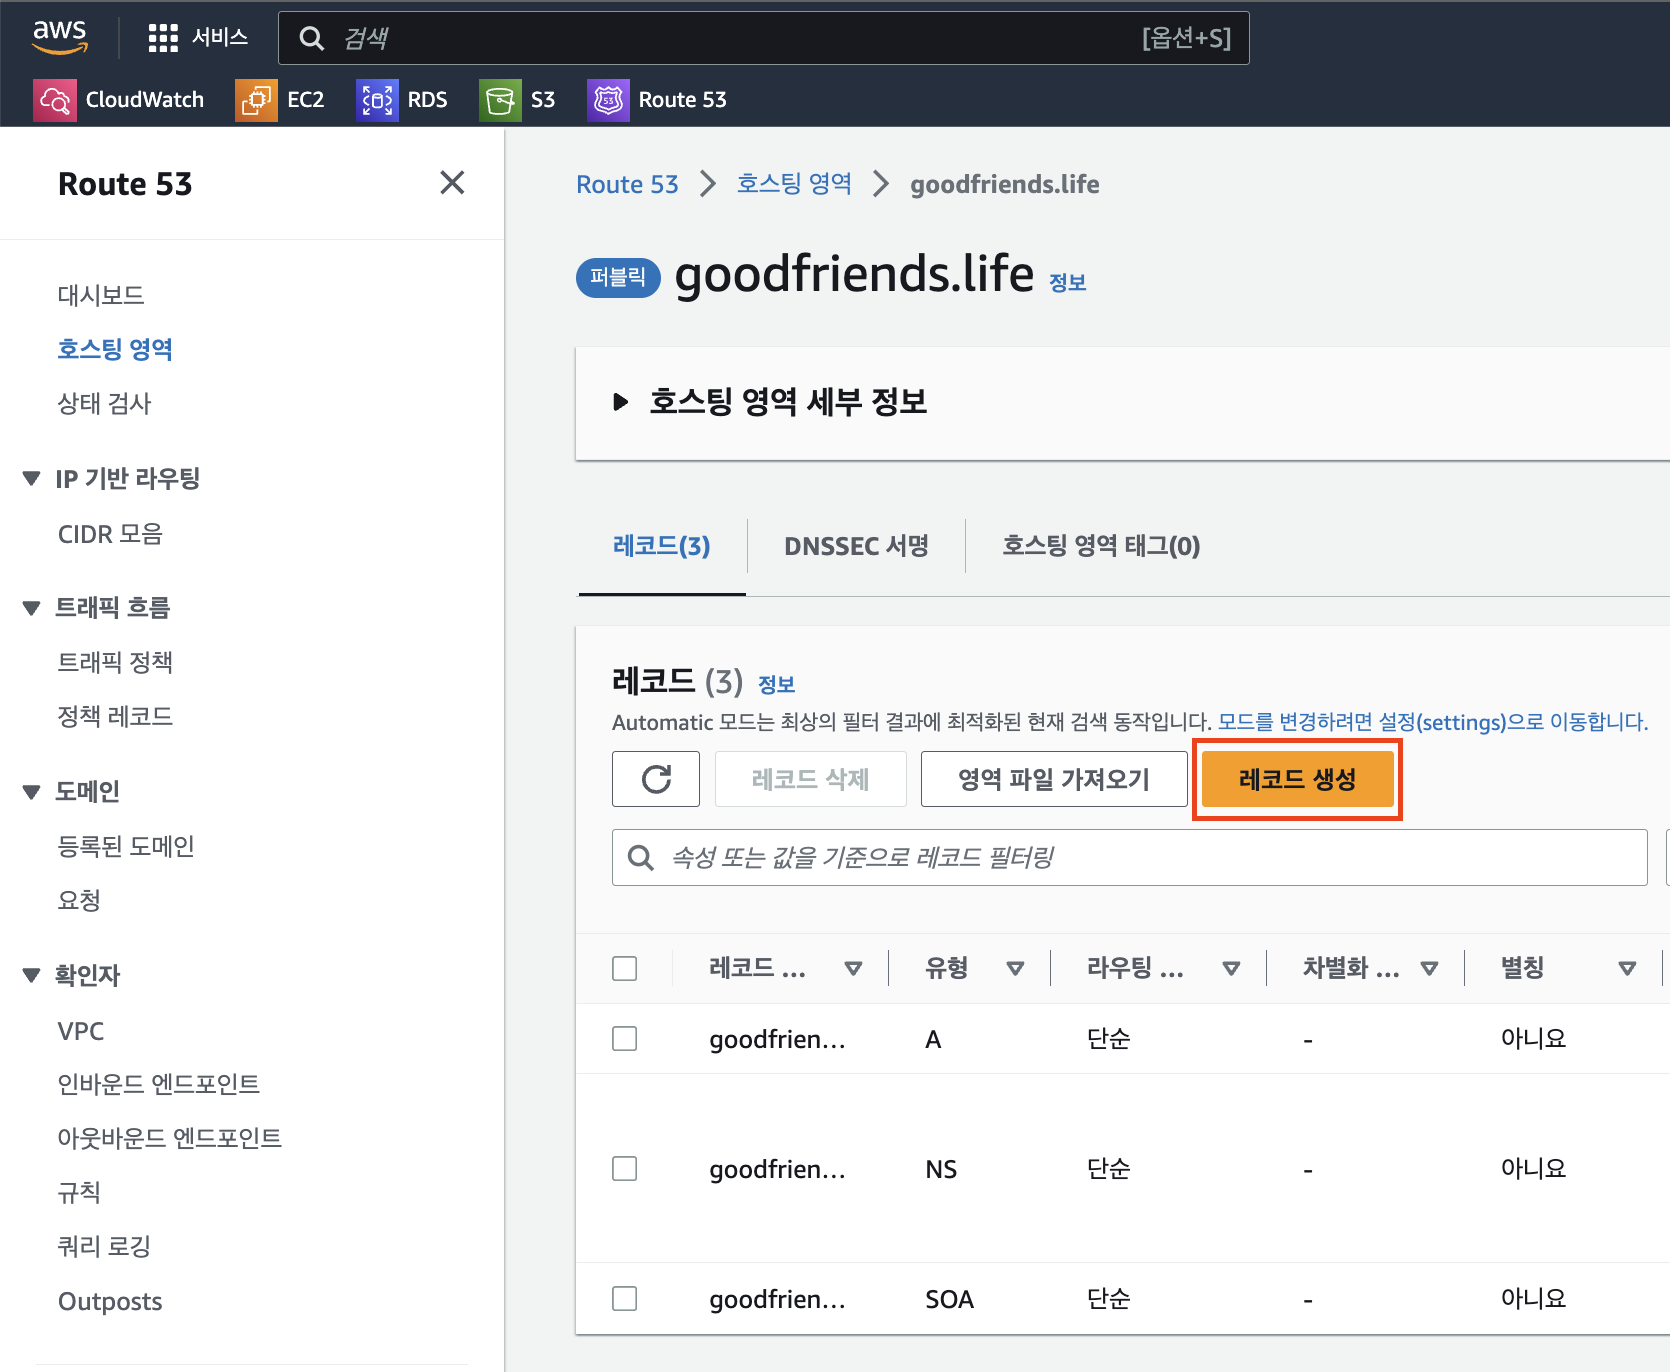 aws
서비스
검색
[옵션+S]
CloudWatch
EC2
RDS
S3
53
Route 53
Route 53
대시보드
호스팅 영역
상태 검사
IP 기반 라우팅
CIDR 모음
트래픽 흐름
트래픽 정책
정책 레코드
도메인
등록된 도메인
요청
확인자
VPC
인바운드 엔드포인트
아웃바운드 엔드포인트
규칙
쿼리 로깅
Outposts
Route 53 > 호스팅 영역 > goodfriends.life
퍼블릭 goodfriends.life 정보
호스팅 영역 세부 정보
레코드(3) DNSSEC 서명 호스팅 영역 태그(0)
레코드 (3) 정보
Automatic 모드는 최상의 필터 결과에 최적화된 현재 검색 동작입니다. 모드를 변경하려면 설정(settings)으로 이동합니다.
레코드 삭제 영역 파일 가져오기 레코드 생성
속성 또는 값을 기준으로 레코드 필터링
레코드 ... 유형 라우팅 ... 차별화 ... 별칭
goodfrien... A 단순 - 아니요
goodfrien... NS 단순 - 아니요
goodfrien... SOA 단순 - 아니요